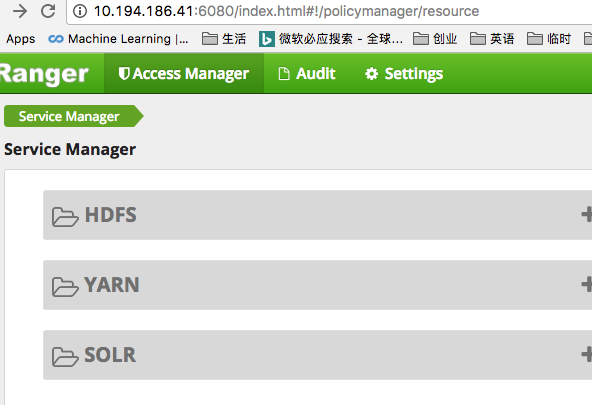 10.194.186.41:6080/index.html#!/policymanager/resource
Apps Machine Learning |... 生活 微软必应搜索 - 全球... 创业 英语 临时
Ranger Access Manager Audit Settings
Service Manager
Service Manager
HDFS
YARN
SOLR